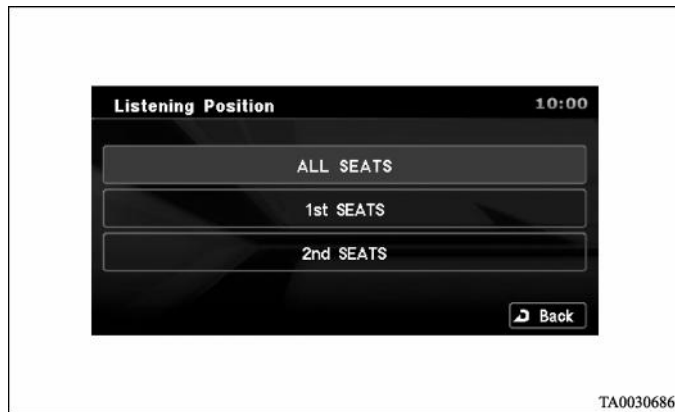 Listening Position 10:00
ALL SEATS
1st SEATS
2nd SEATS
Back
TA0030686